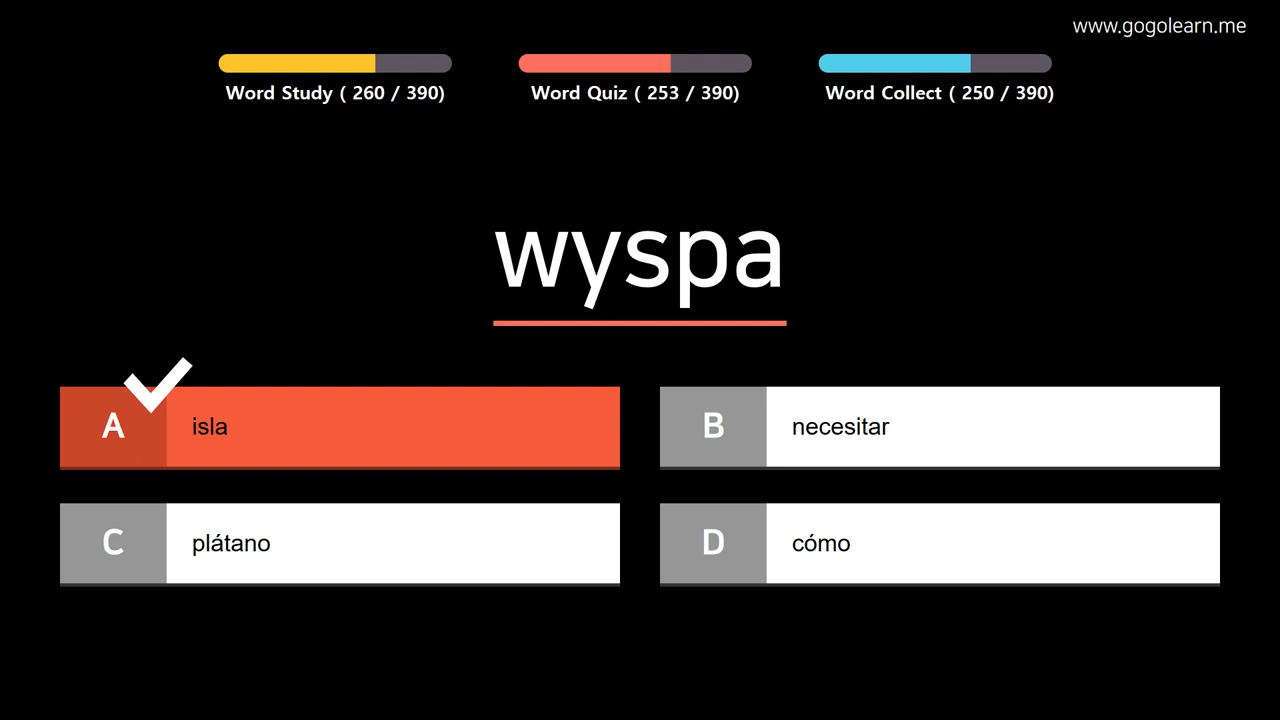 www.gogolearn.me
Word Study ( 260 / 390)
Word Quiz ( 253 / 390)
Word Collect ( 250 / 390)
wyspa
A isla
B necesitar
C plátano
D cómo